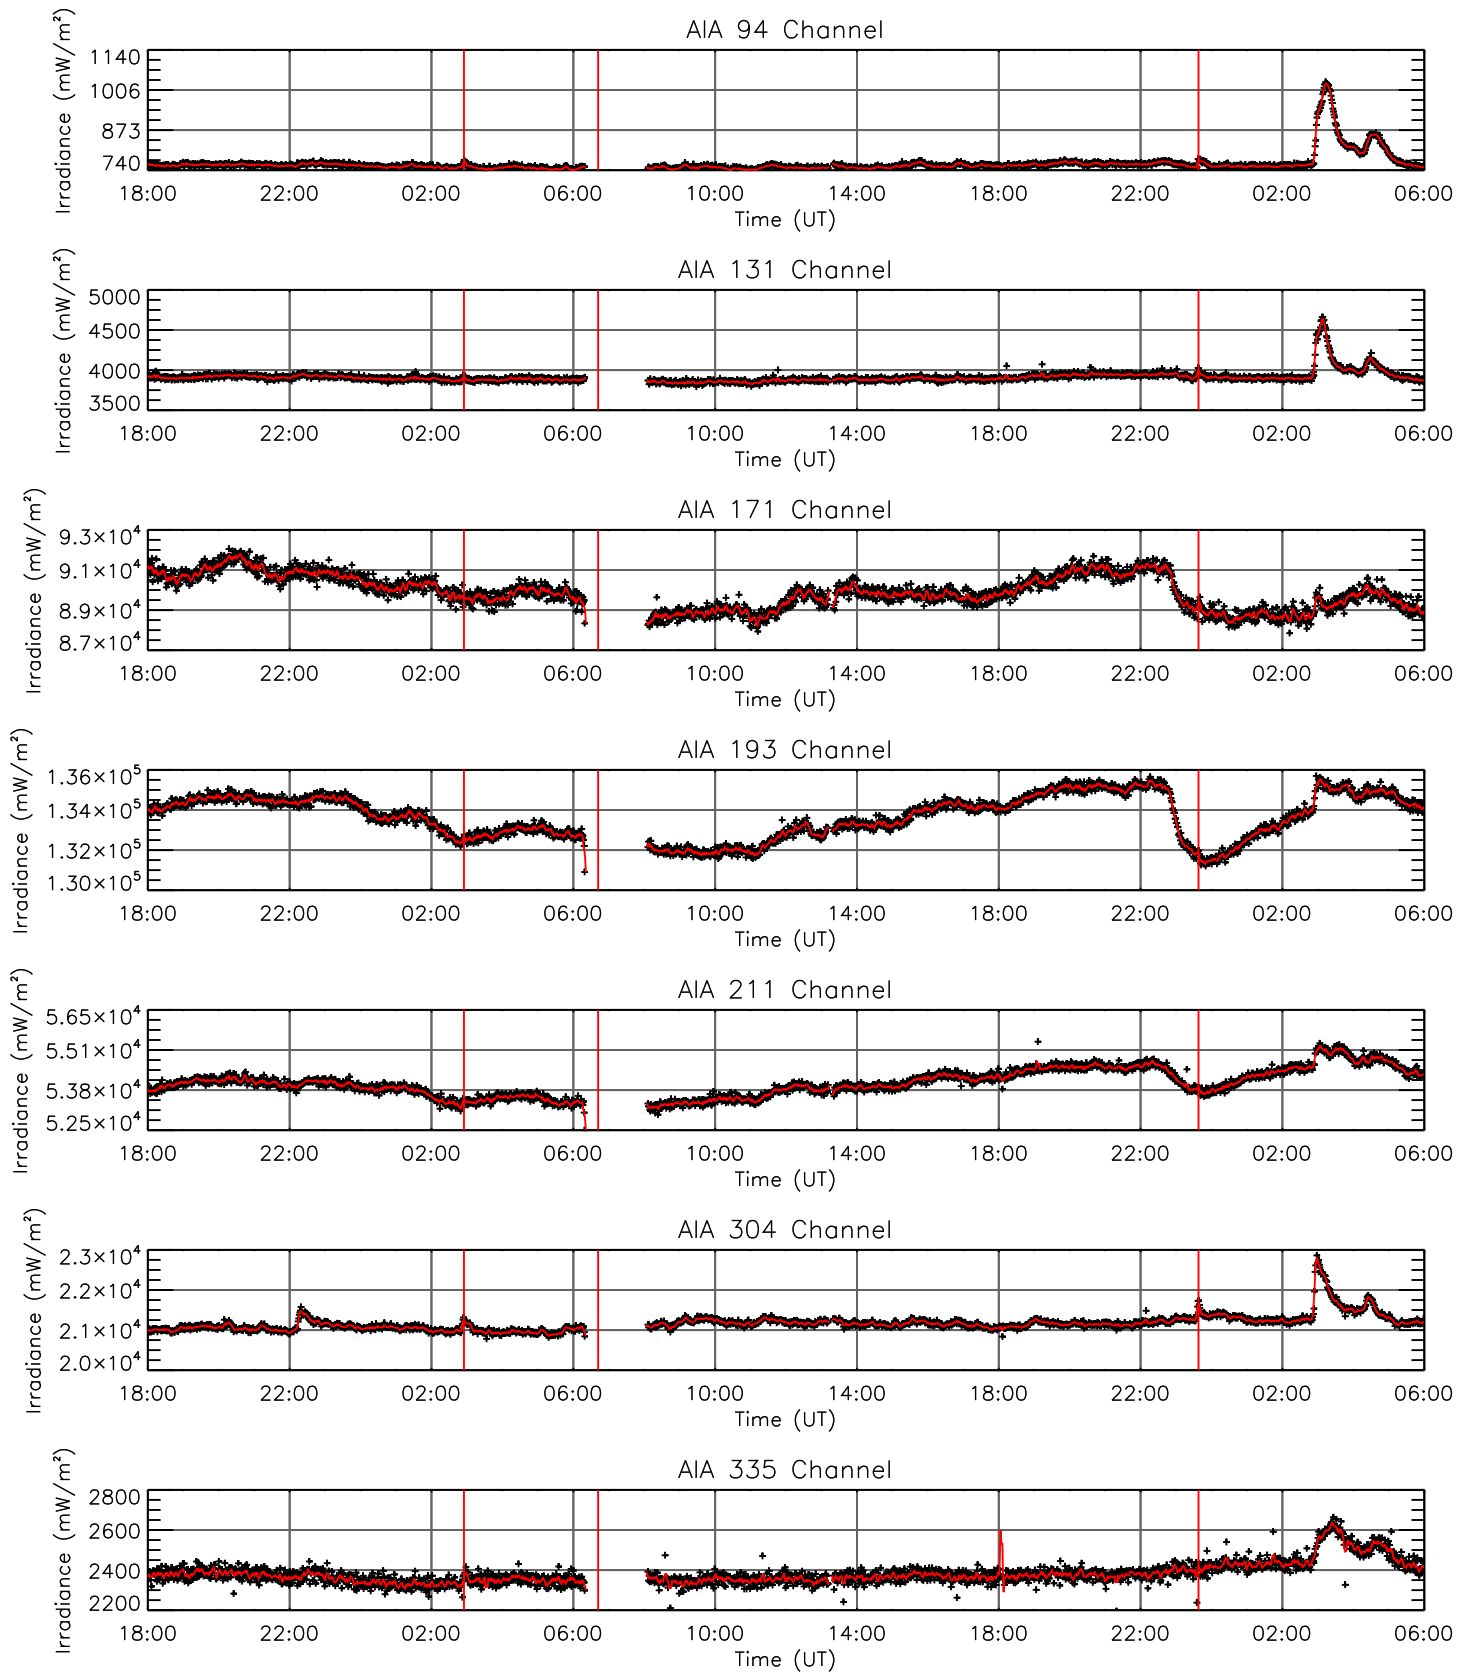 AIA 94 Channel
Irradiance (mW/m²)
1140
1006
873
740
18:00 22:00 02:00 06:00 10:00 14:00 18:00 22:00 02:00 06:00
Time (UT)
AIA 131 Channel
Irradiance (mW/m²)
5000
4500
4000
3500
18:00 22:00 02:00 06:00 10:00 14:00 18:00 22:00 02:00 06:00
Time (UT)
AIA 171 Channel
Irradiance (mW/m²)
9.3×10⁴
9.1×10⁴
8.9×10⁴
8.7×10⁴
18:00 22:00 02:00 06:00 10:00 14:00 18:00 22:00 02:00 06:00
Time (UT)
AIA 193 Channel
Irradiance (mW/m²)
1.36×10⁵
1.34×10⁵
1.32×10⁵
1.30×10⁵
18:00 22:00 02:00 06:00 10:00 14:00 18:00 22:00 02:00 06:00
Time (UT)
AIA 211 Channel
Irradiance (mW/m²)
5.65×10⁴
5.51×10⁴
5.38×10⁴
5.25×10⁴
18:00 22:00 02:00 06:00 10:00 14:00 18:00 22:00 02:00 06:00
Time (UT)
AIA 304 Channel
Irradiance (mW/m²)
2.3×10⁴
2.2×10⁴
2.1×10⁴
2.0×10⁴
18:00 22:00 02:00 06:00 10:00 14:00 18:00 22:00 02:00 06:00
Time (UT)
AIA 335 Channel
Irradiance (mW/m²)
2800
2600
2400
2200
18:00 22:00 02:00 06:00 10:00 14:00 18:00 22:00 02:00 06:00
Time (UT)